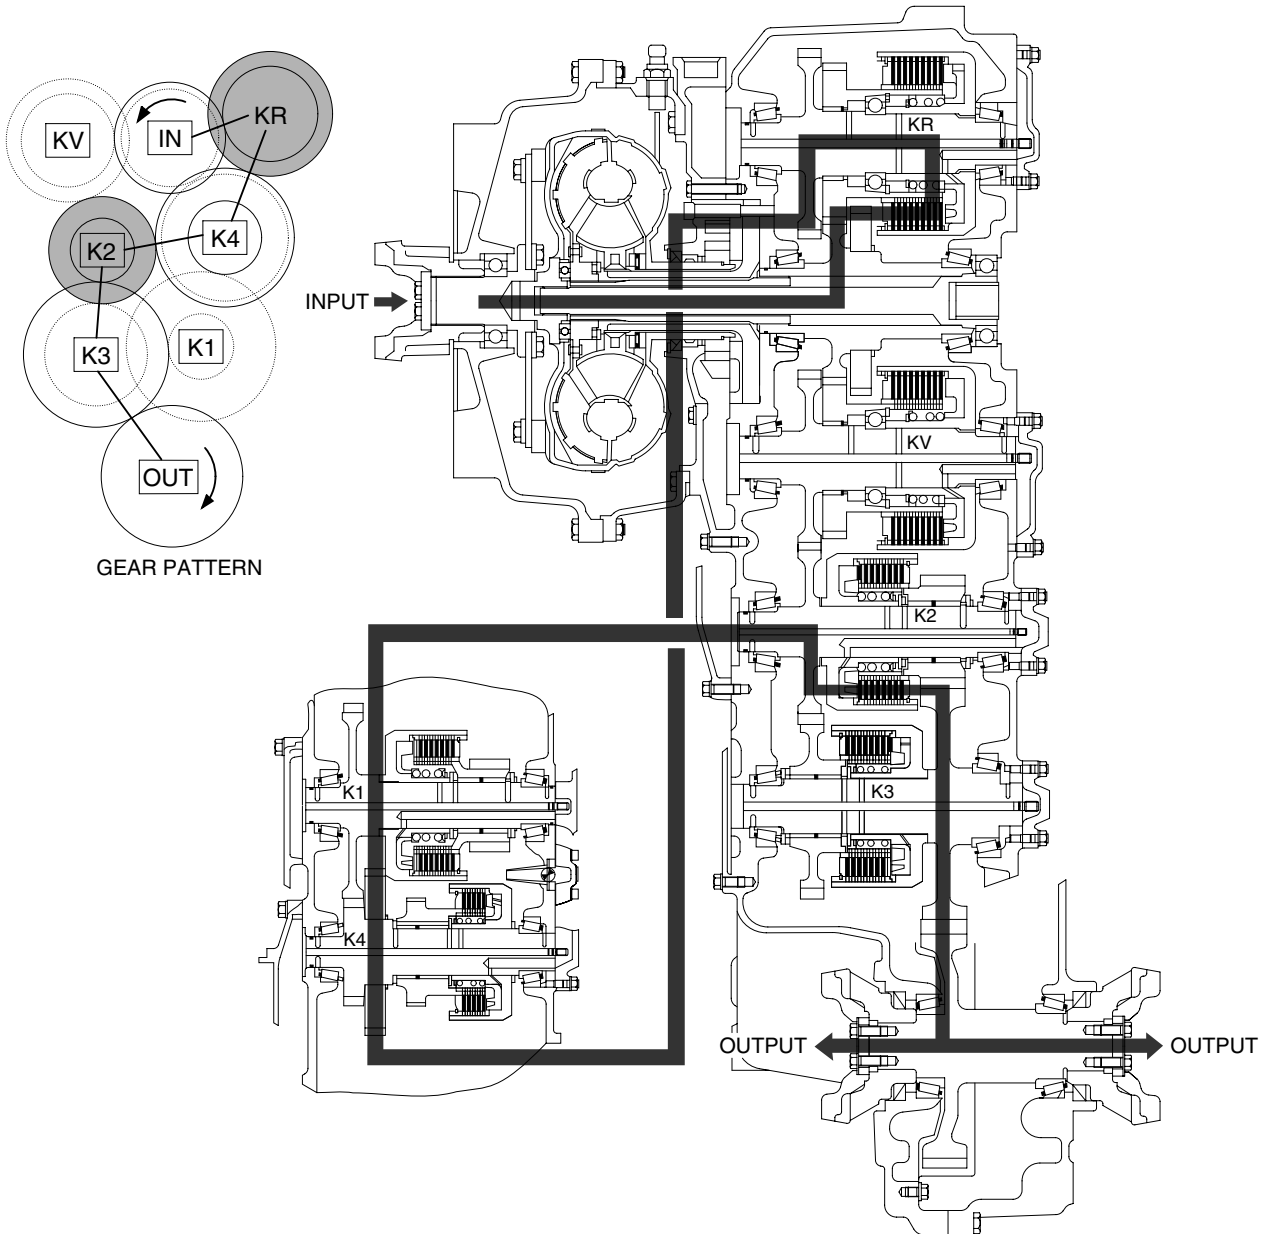 KV
IN
KR
K2
K4
K3
K1
OUT
GEAR PATTERN
INPUT
KR
KV
K2
K3
K1
K4
OUTPUT
OUTPUT